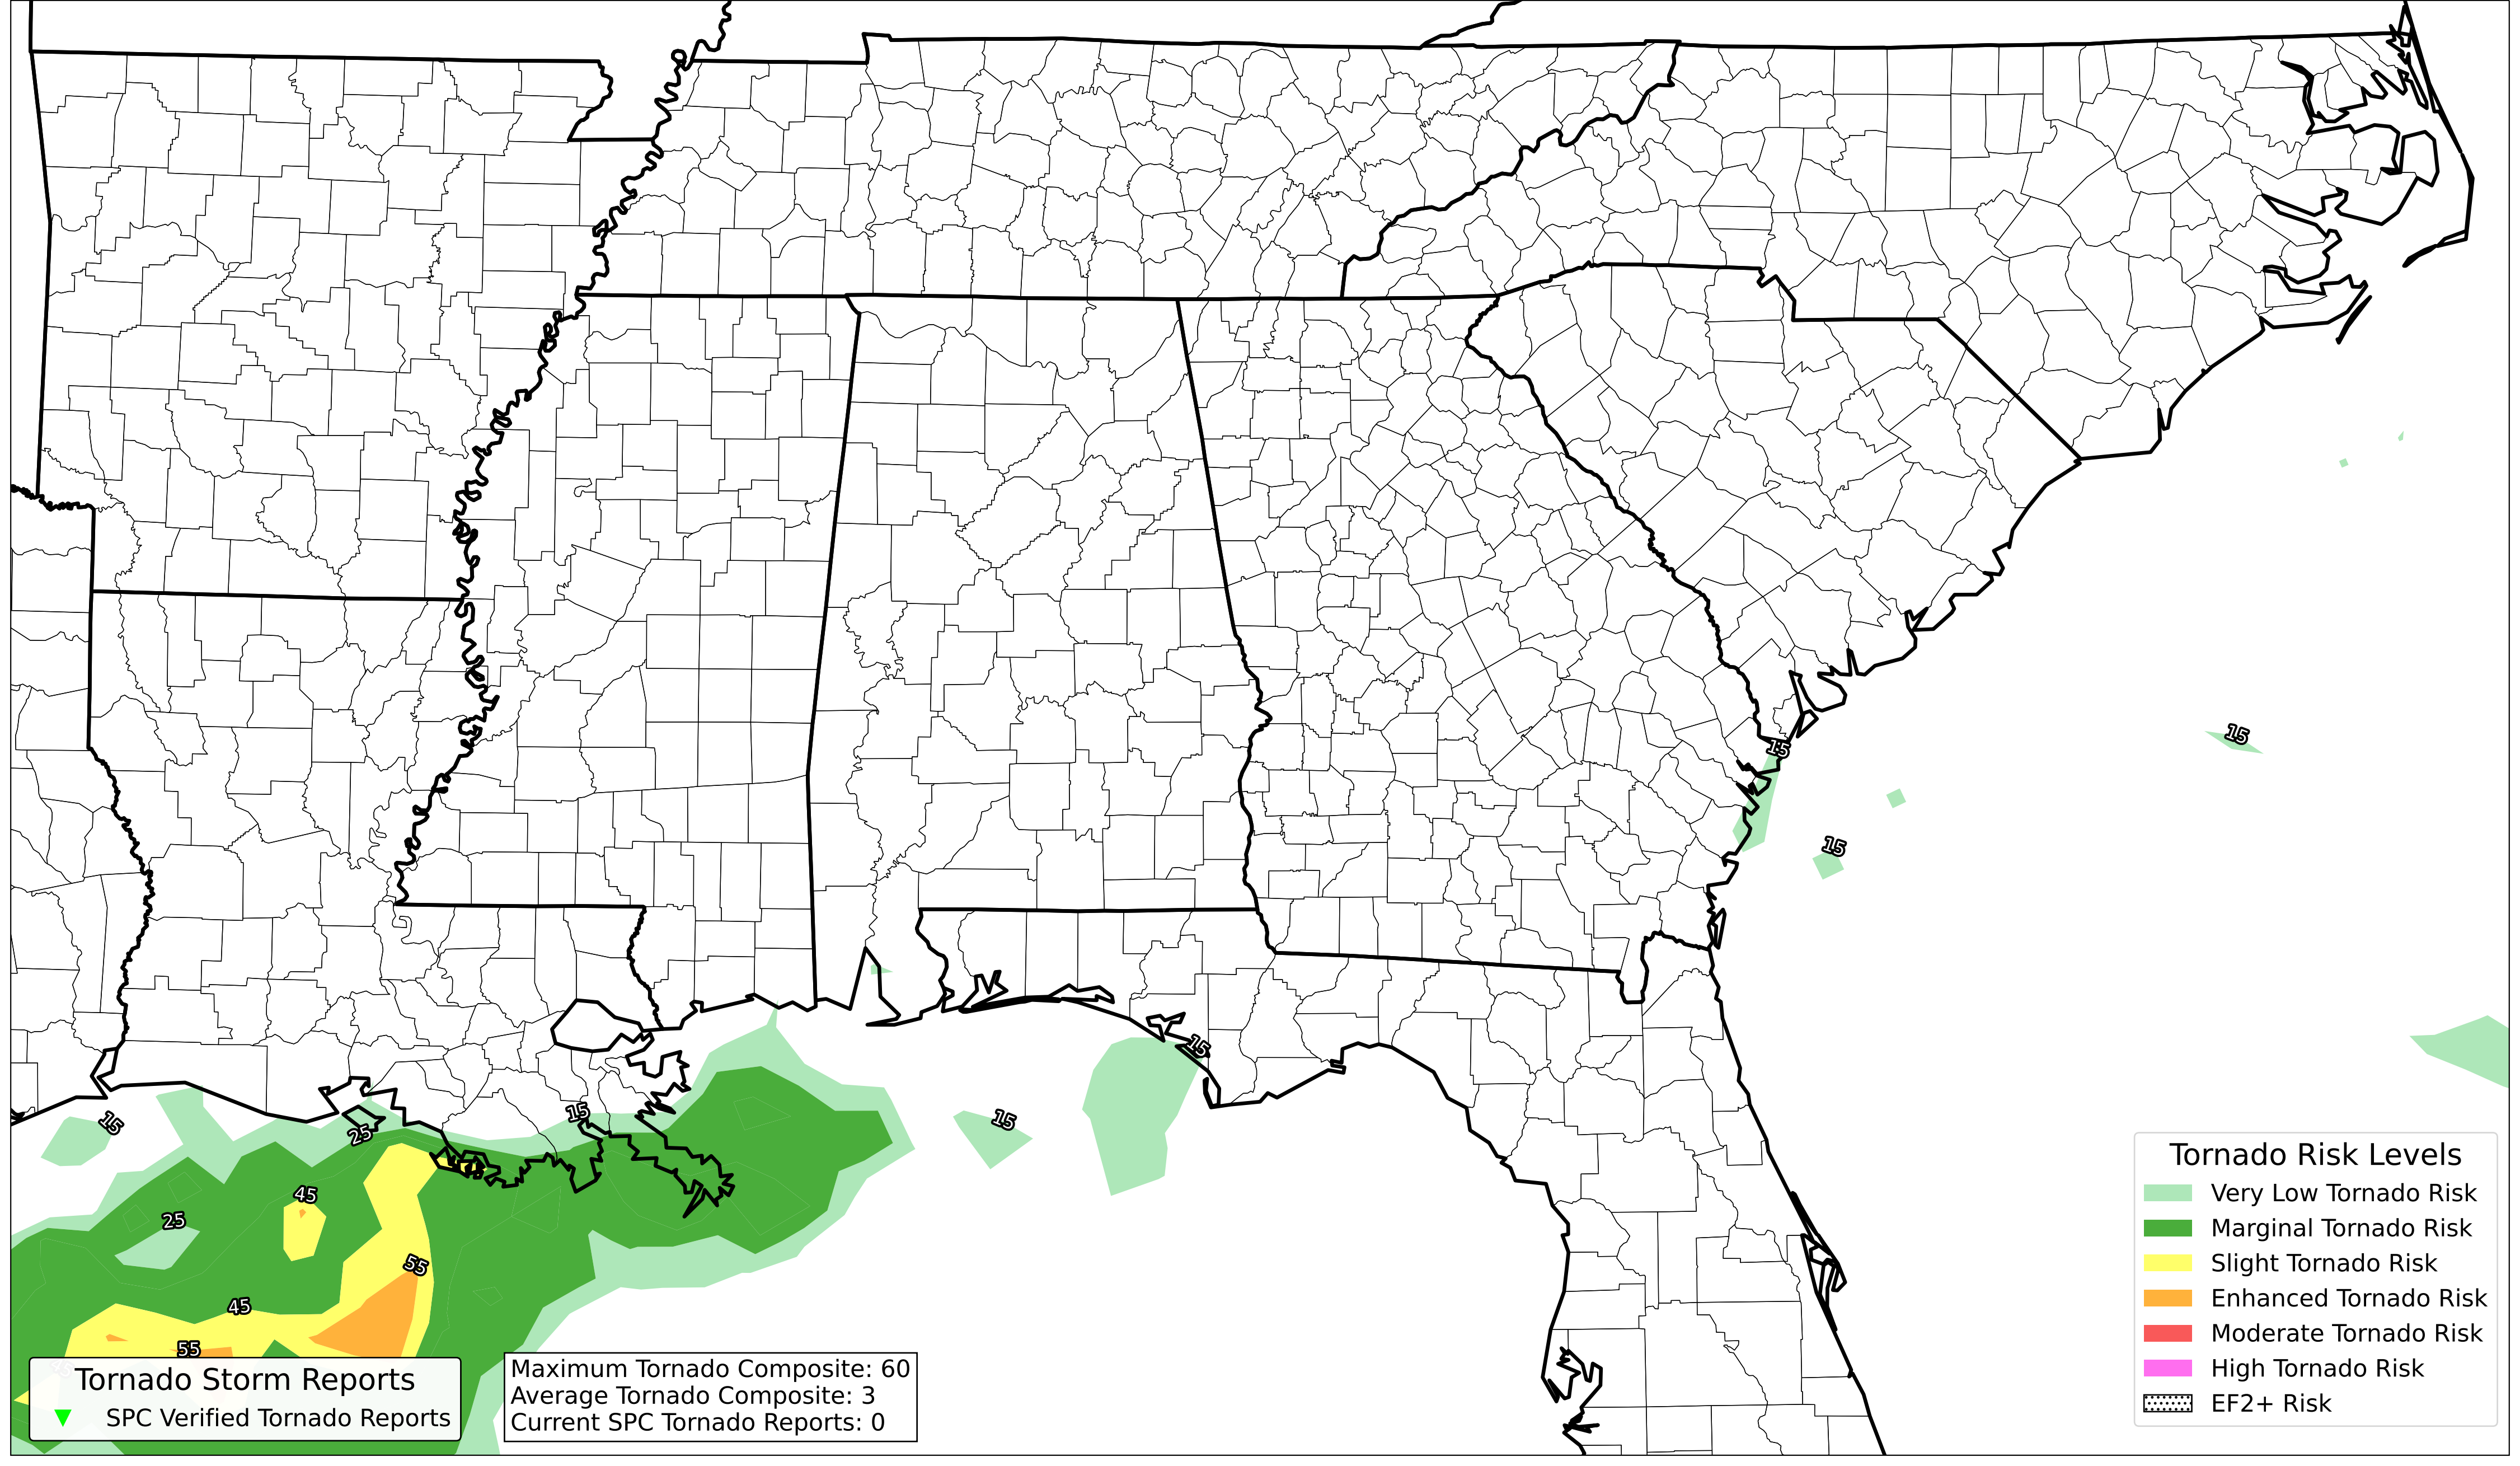 15
15
15
15
15
15
15
25
45
25
55
45
55
Tornado Storm Reports
SPC Verified Tornado Reports
Maximum Tornado Composite: 60
Average Tornado Composite: 3
Current SPC Tornado Reports: 0
Tornado Risk Levels
Very Low Tornado Risk
Marginal Tornado Risk
Slight Tornado Risk
Enhanced Tornado Risk
Moderate Tornado Risk
High Tornado Risk
EF2+ Risk